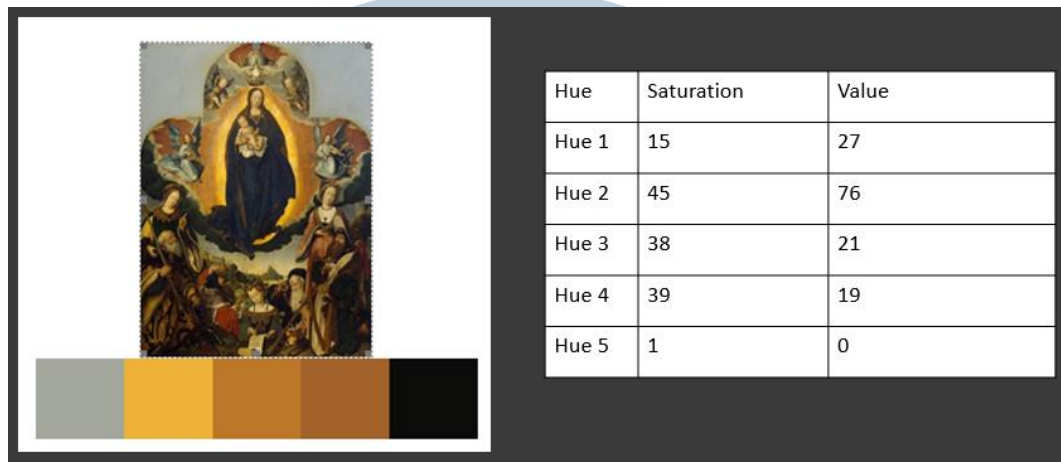 Hue Saturation Value
Hue 1 15 27
Hue 2 45 76
Hue 3 38 21
Hue 4 39 19
Hue 5 1 0